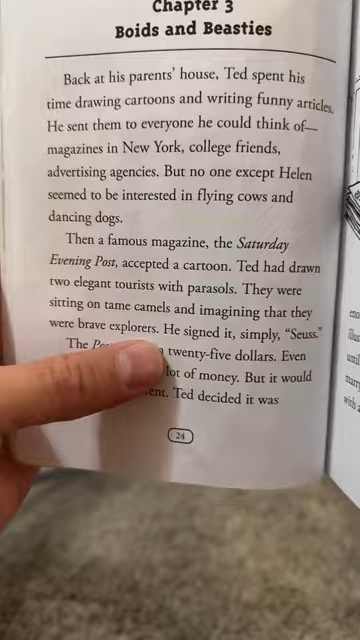 Chapter 3
Boids and Beasties
Back at his parents' house, Ted spent his
time drawing cartoons and writing funny articles.
He sent them to everyone he could think of—
magazines in New York, college friends,
advertising agencies. But no one except Helen
seemed to be interested in flying cows and
dancing dogs.
Then a famous magazine, the Saturday
Evening Post, accepted a cartoon. Ted had drawn
two elegant tourists with parasols. They were
sitting on tame camels and imagining that they
were brave explorers. He signed it, simply, "Seuss."
The twenty-five dollars. Even
lot of money. But it would
Ted decided it was
24
with